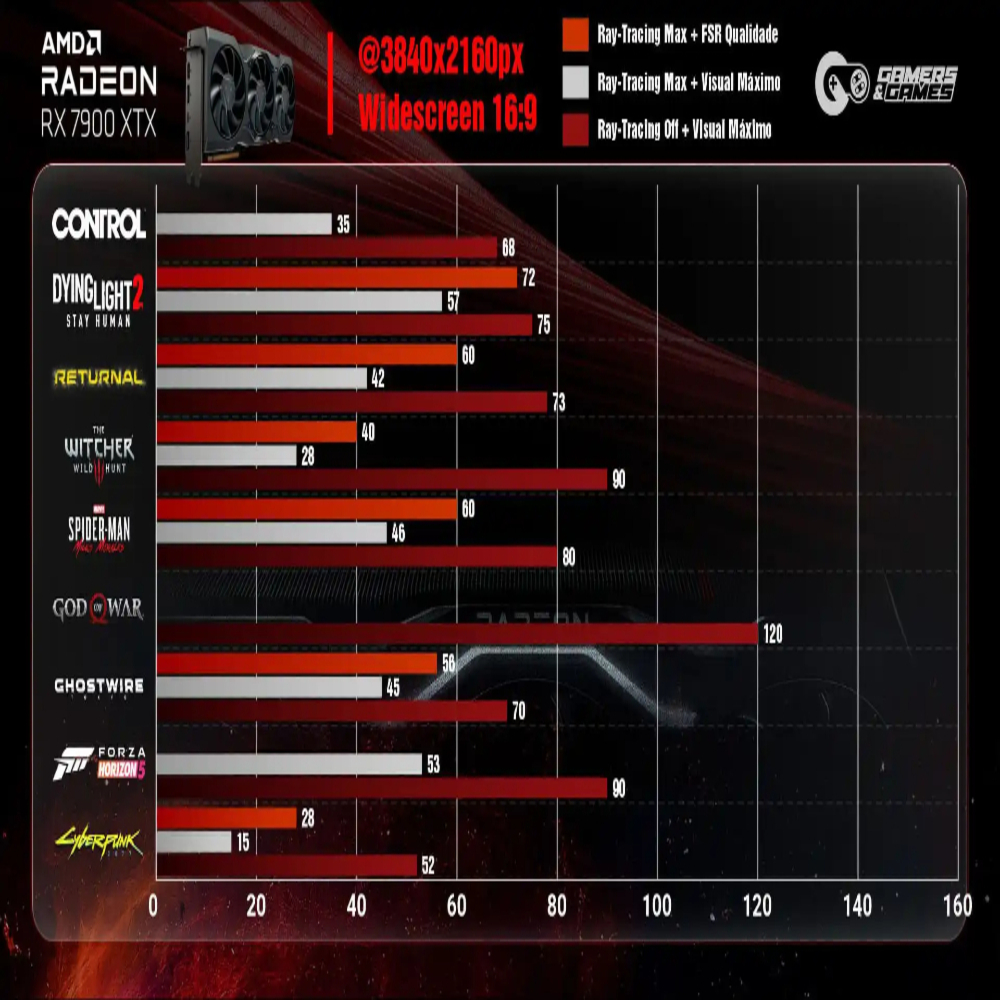 AMD
RADEON
RX 7900 XTX
@3840x2160px
Widescreen 16:9
Ray-Tracing Max + FSR Qualidade
Ray-Tracing Max + Visual Máximo
Ray-Tracing Off + Visual Máximo
GAMERS
&GAMES
CONTROL
35
68
DYING LIGHT 2
STAY HUMAN
72
57
75
RETURNAL
60
42
73
THE
WITCHER
WILD HUNT
40
28
90
MARVEL
SPIDER-MAN
Miles Morales
60
46
80
GOD OF WAR
RADEON
120
GHOSTWIRE
56
45
70
FORZA
HORIZON 5
53
90
CYBERPUNK
28
15
52
0 20 40 60 80 100 120 140 160